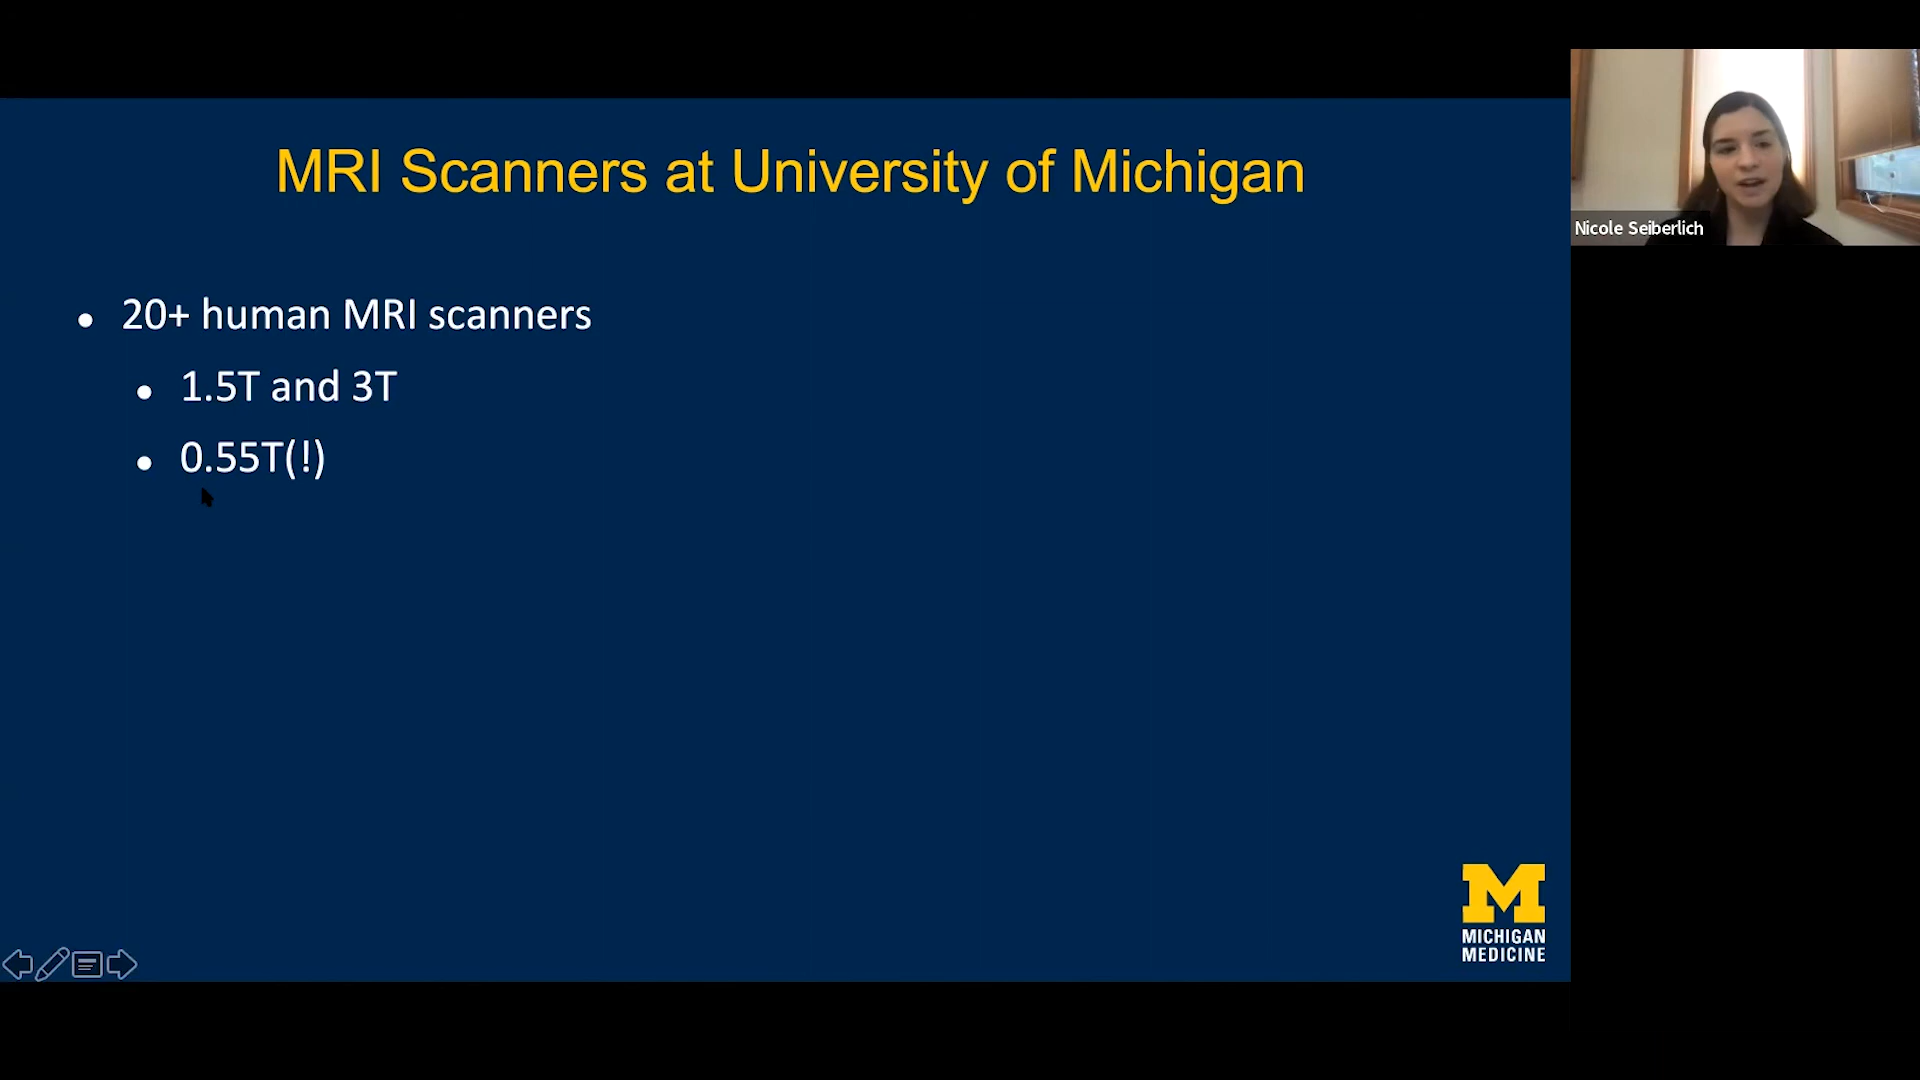 MRI Scanners at University of Michigan
Nicole Seiberlich
• 20+ human MRI scanners
• 1.5T and 3T
• 0.55T(!)
M
MICHIGAN
MEDICINE